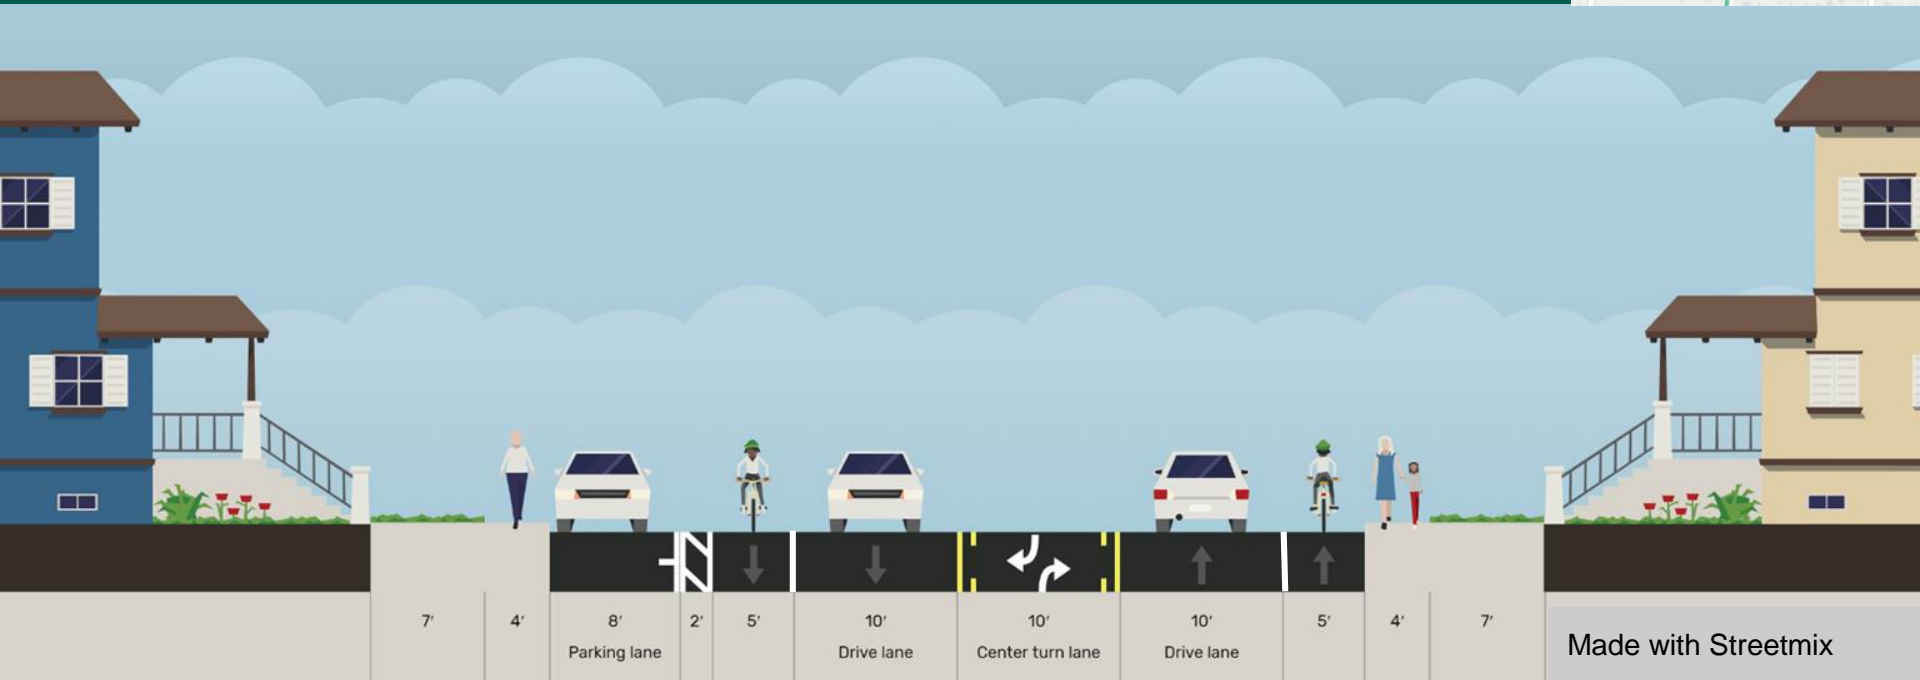 7' 4' 8' 2' 5' 10' 10' 10' 5' 4' 7'
Parking lane Drive lane Center turn lane Drive lane
Made with Streetmix